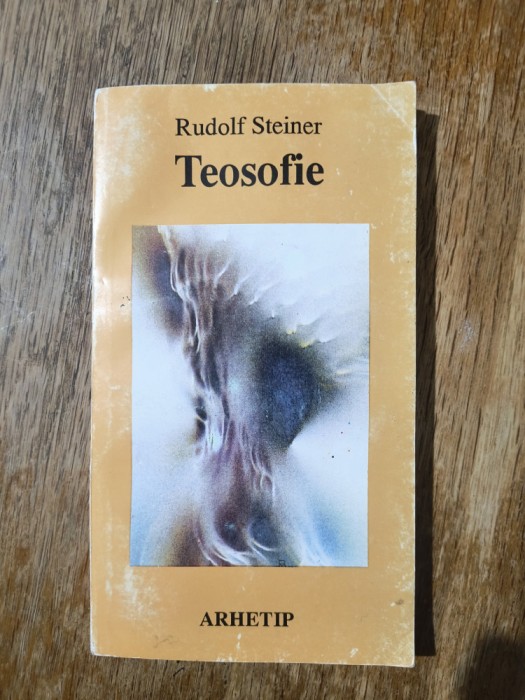 Rudolf Steiner
Teosofie
ARHETIP